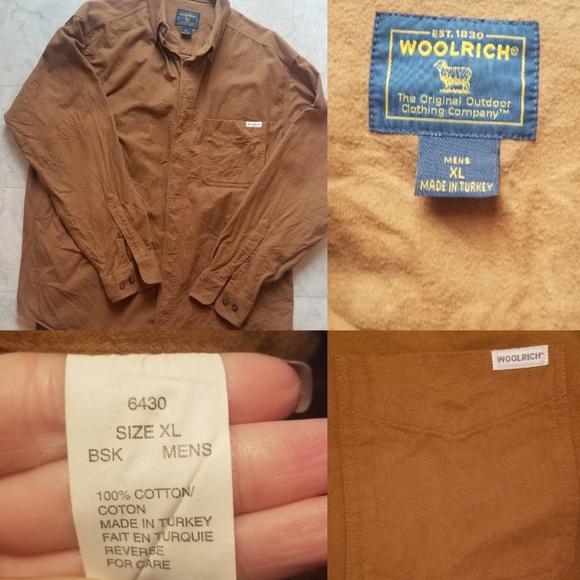 EST. 1830
WOOLRICH®
The Original Outdoor
Clothing Company™
MENS
XL
MADE IN TURKEY
6430
SIZE XL
BSK MENS
100% COTTON/
COTON
MADE IN TURKEY
FAIT EN TURQUIE
REVERSE
FOR CARE
WOOLRICH®